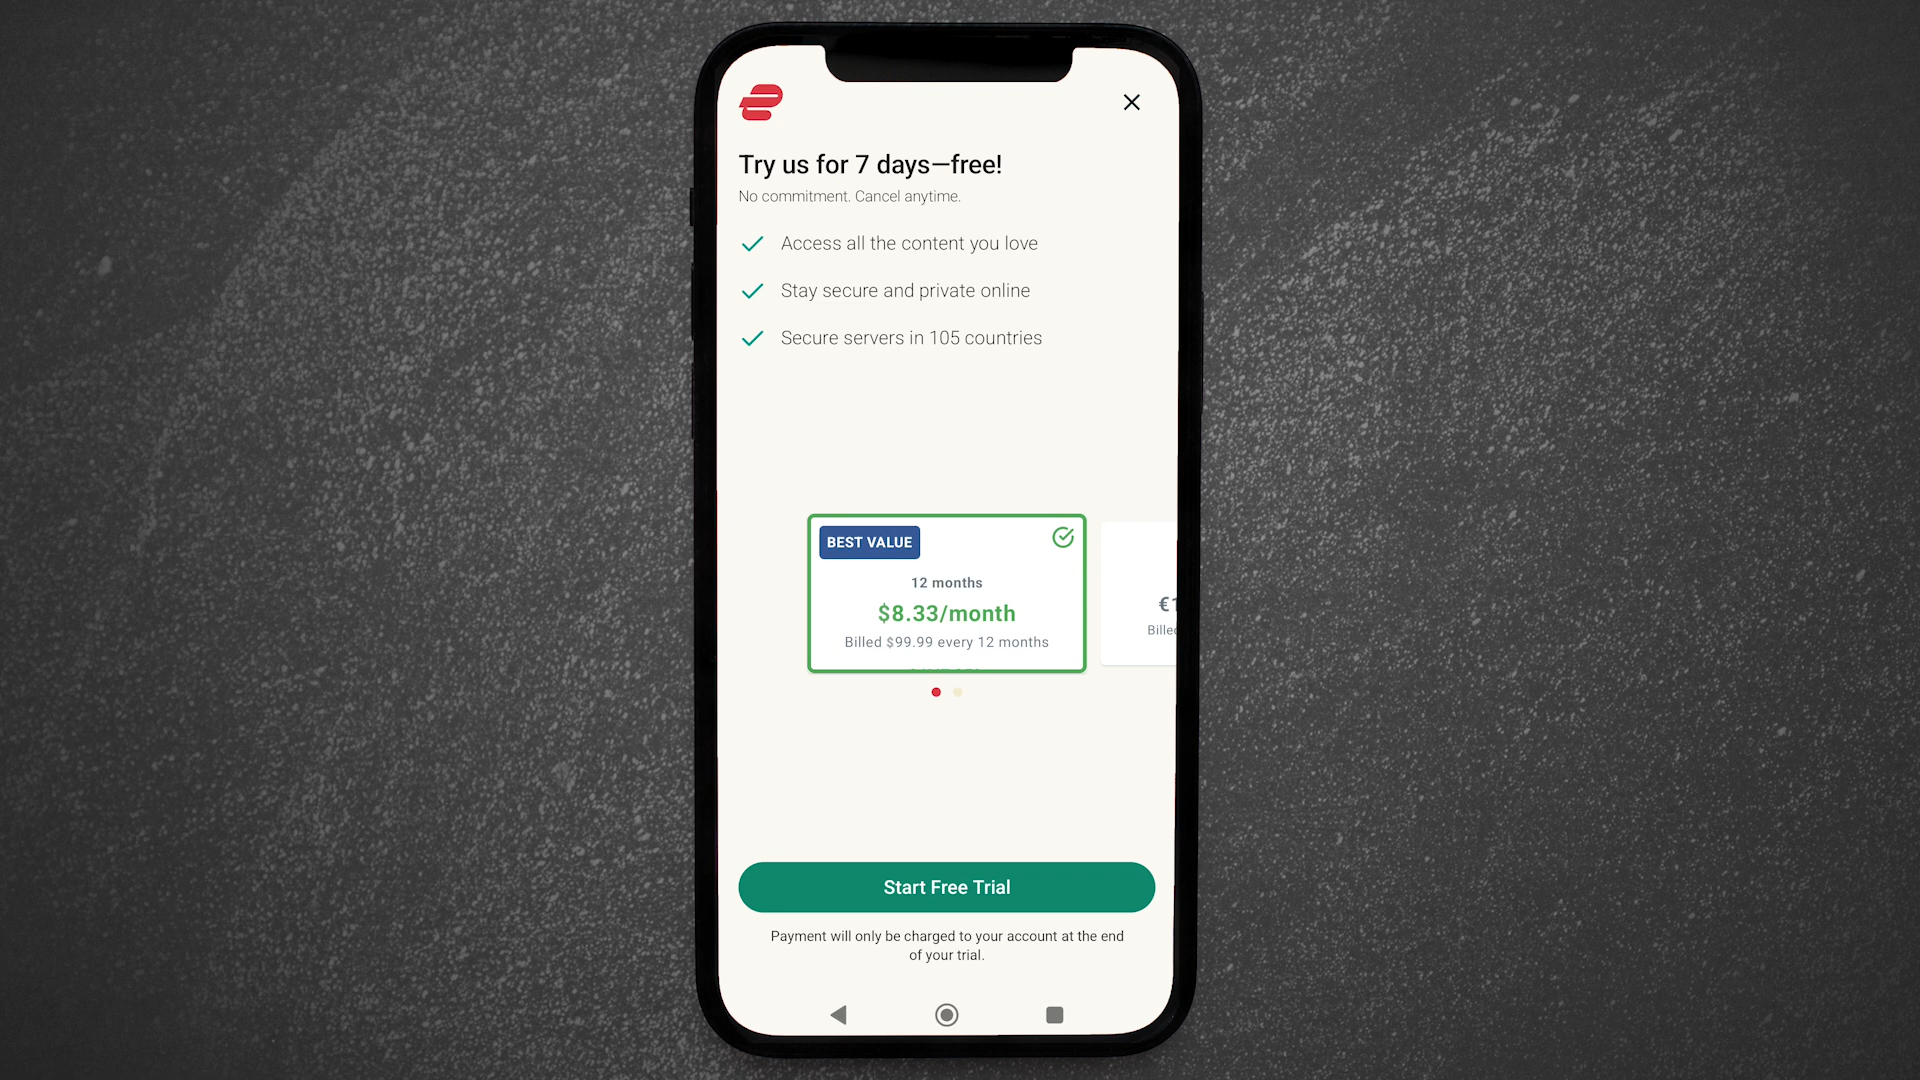 Try us for 7 days—free!
No commitment. Cancel anytime.
Access all the content you love
Stay secure and private online
Secure servers in 105 countries
BEST VALUE
12 months
$8.33/month
Billed $99.99 every 12 months
Start Free Trial
Payment will only be charged to your account at the end
of your trial.